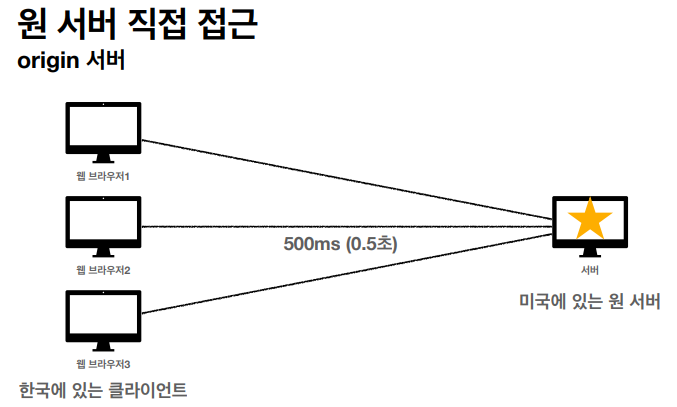 원 서버 직접 접근
origin 서버
웹 브라우저1
500ms (0.5초)
웹 브라우저2
서버
미국에 있는 원 서버
웹 브라우저3
한국에 있는 클라이언트